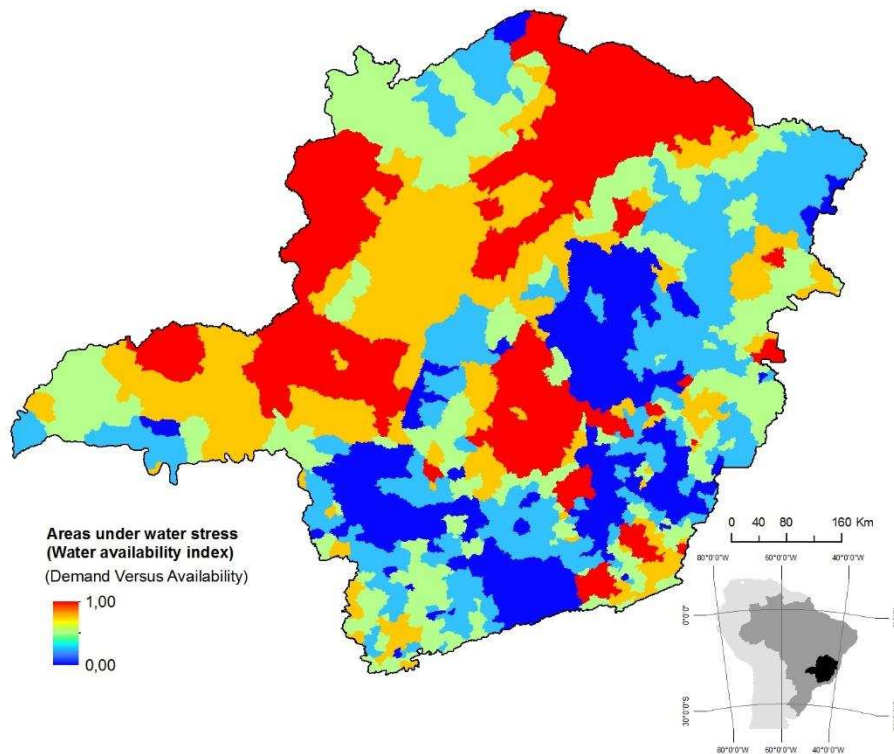 Areas under water stress
(Water availability index)
(Demand Versus Availability)
1,00
0,00
0 40 80 160 Km
80°0'0"W 60°0'0"W 40°0'0"W
0°0'0"
30°0'0"S
80°0'0"W 60°0'0"W 40°0'0"W